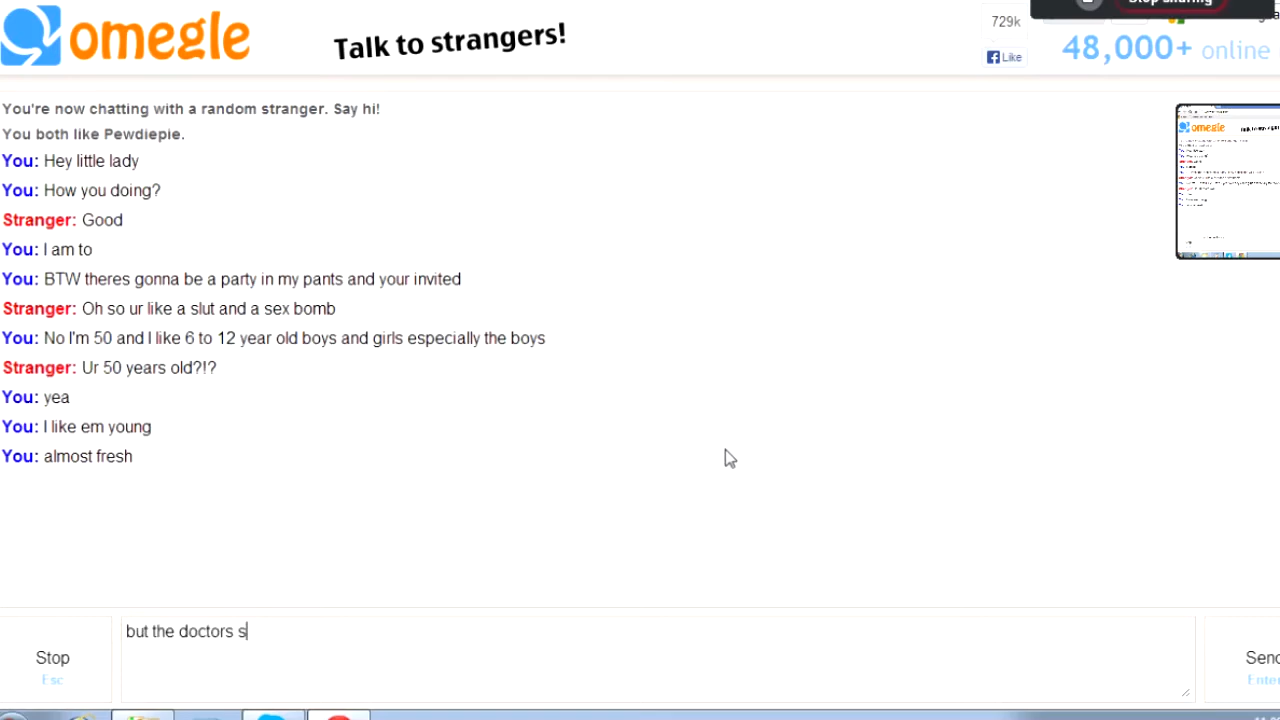 omegle
Talk to strangers!
729k
Like
48,000+ online
You're now chatting with a random stranger. Say hi!
You both like Pewdiepie.
You: Hey little lady
You: How you doing?
Stranger: Good
You: I am to
You: BTW theres gonna be a party in my pants and your invited
Stranger: Oh so ur like a slut and a sex bomb
You: No I'm 50 and I like 6 to 12 year old boys and girls especially the boys
Stranger: Ur 50 years old?!?
You: yea
You: I like em young
You: almost fresh
but the doctors s
Stop
Esc
Send
Enter